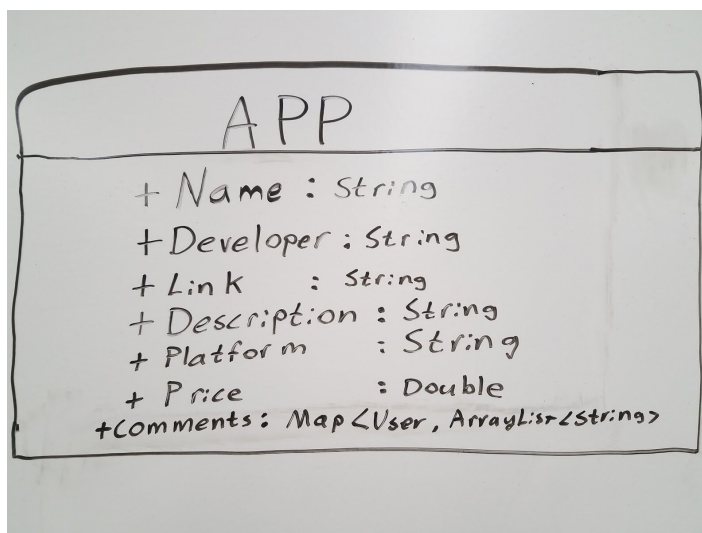 APP
+ Name : String
+ Developer : String
+ Link : String
+ Description : String
+ Platform : String
+ Price : Double
+Comments: Map<User, ArrayList<String>